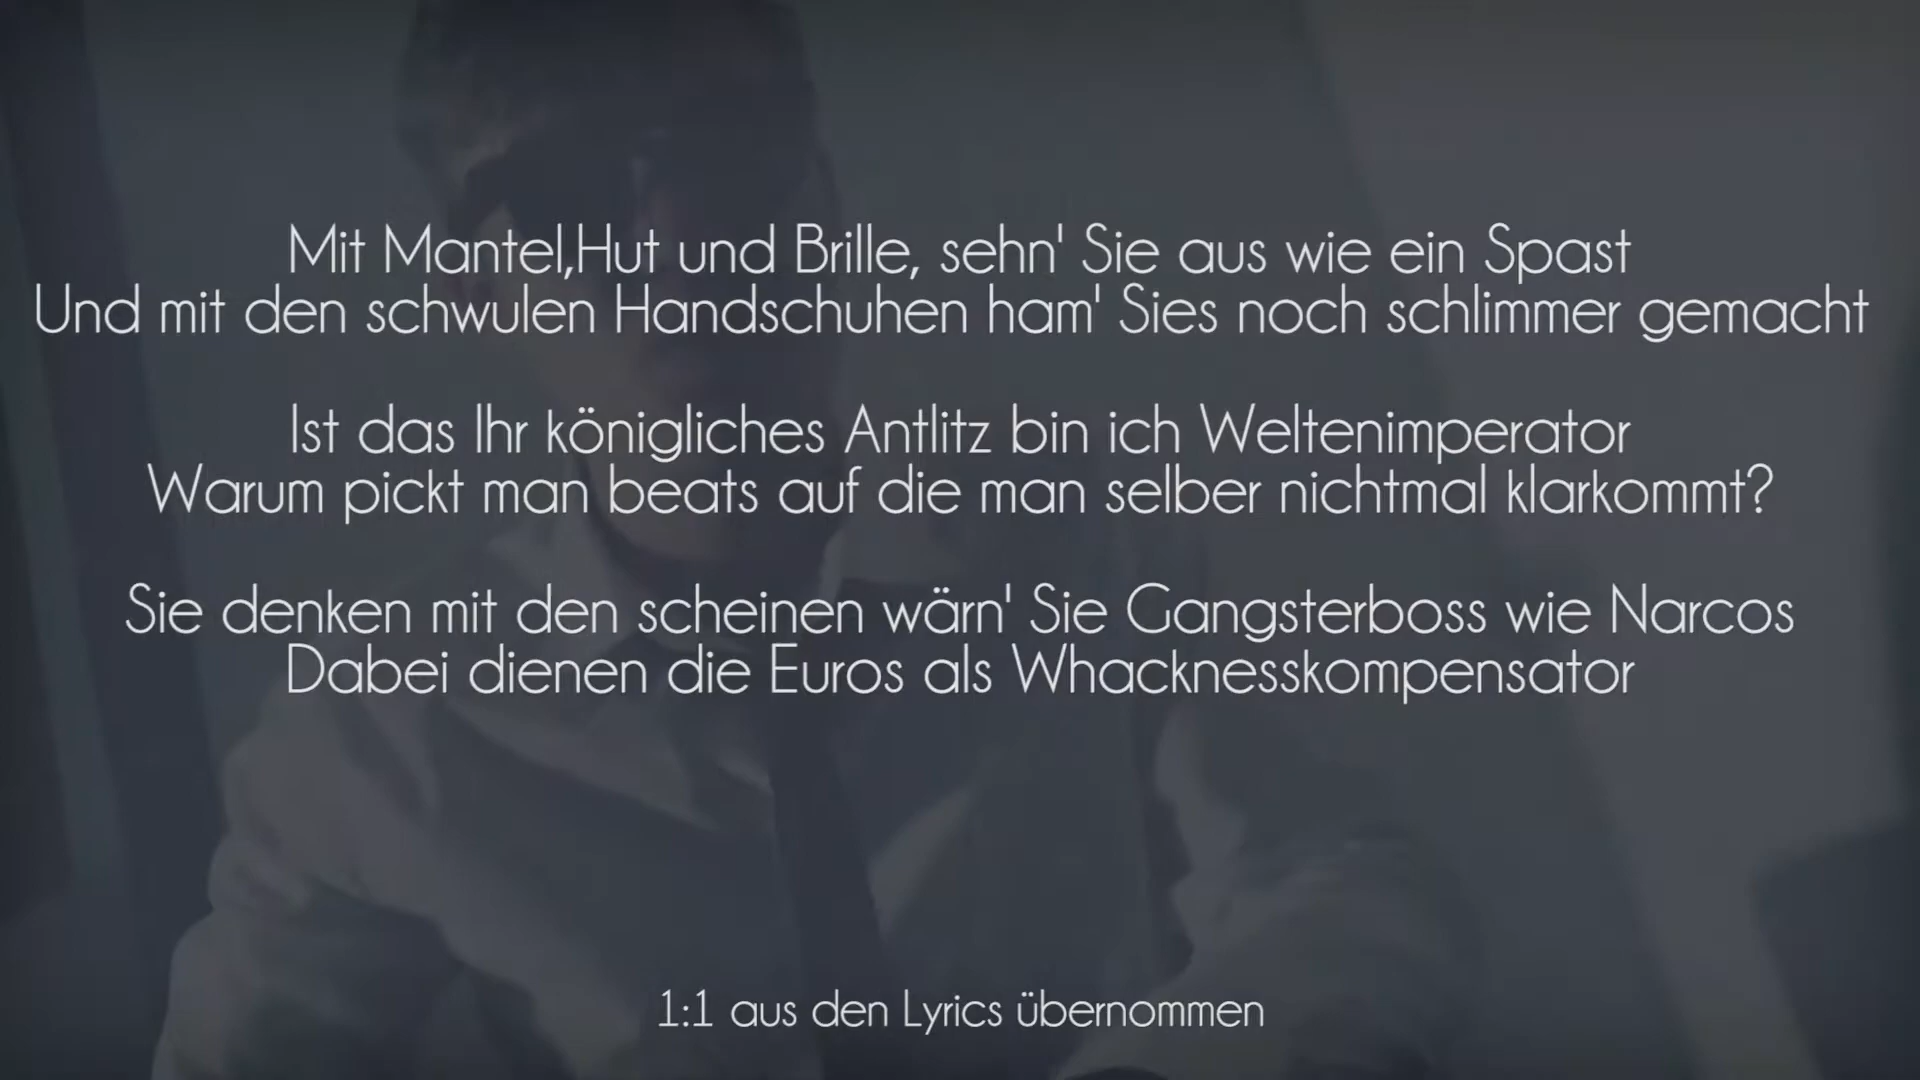 Mit Mantel,Hut und Brille, sehn' Sie aus wie ein Spast
Und mit den schwulen Handschuhen ham' Sies noch schlimmer gemacht
Ist das Ihr königliches Antlitz bin ich Weltenimperator
Warum pickt man beats auf die man selber nichtmal klarkommt?
Sie denken mit den scheinen wärn' Sie Gangsterboss wie Narcos
Dabei dienen die Euros als Whacknesskompensator
1:1 aus den Lyrics übernommen